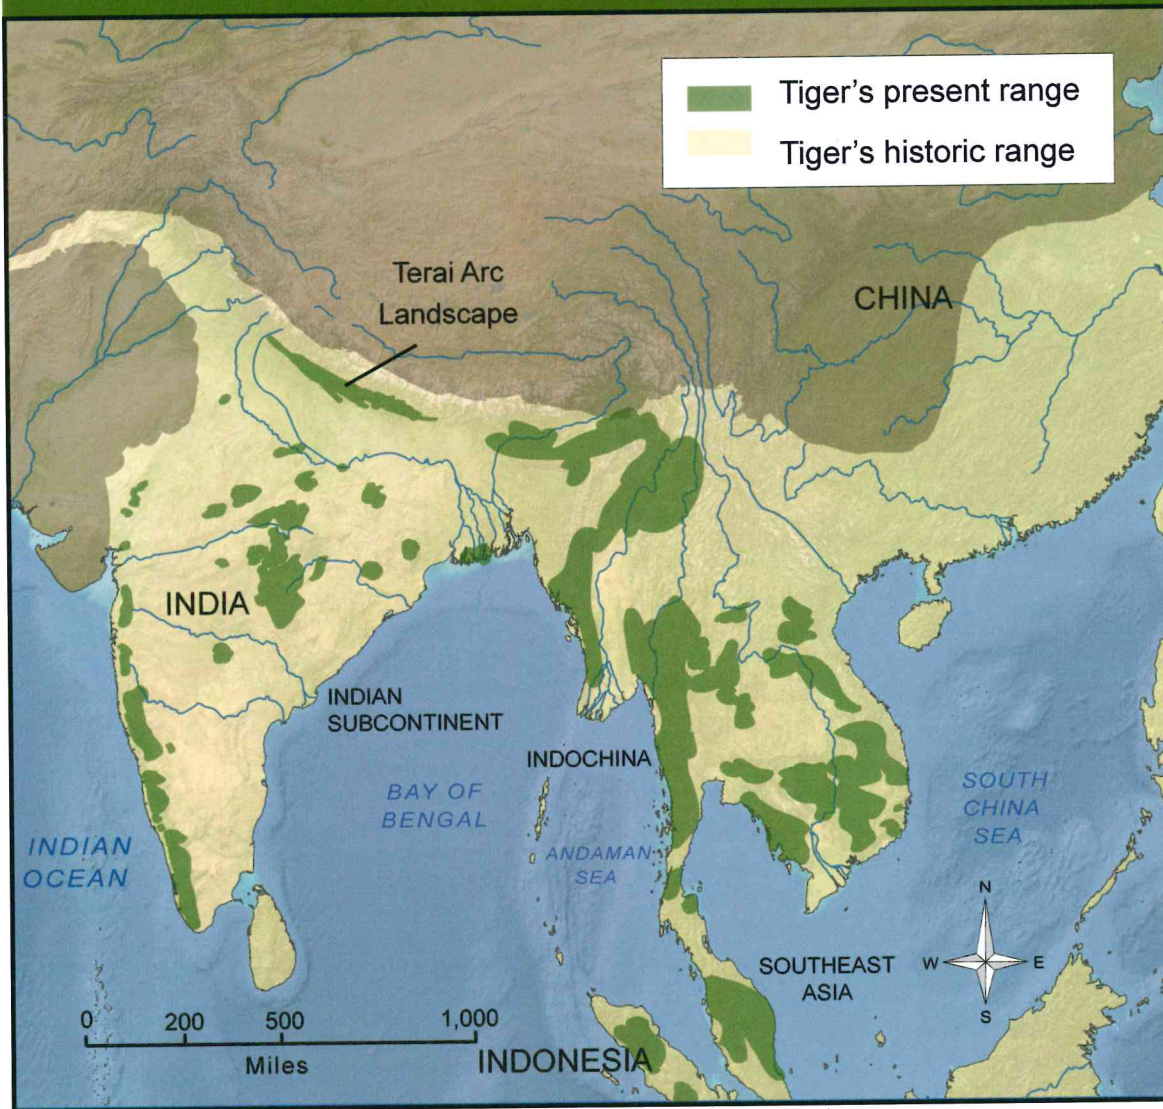 Tiger's present range
Tiger's historic range
Terai Arc
Landscape
CHINA
INDIA
INDIAN
SUBCONTINENT
INDOCHINA
BAY OF
BENGAL
SOUTH
CHINA
SEA
INDIAN
OCEAN
ANDAMAN
SEA
N
W
E
S
SOUTHEAST
ASIA
0 200 500 1,000
Miles
INDONESIA